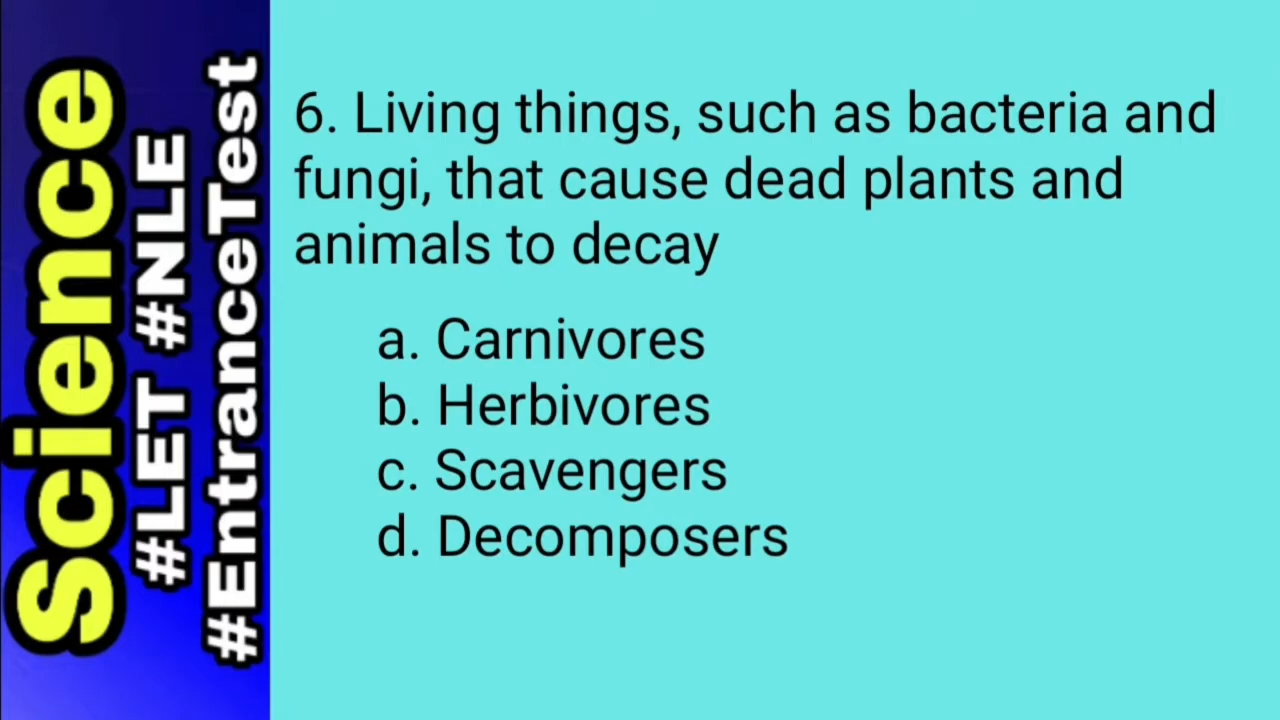 Science
#LET #NLE
#EntranceTest
6. Living things, such as bacteria and
fungi, that cause dead plants and
animals to decay
a. Carnivores
b. Herbivores
c. Scavengers
d. Decomposers